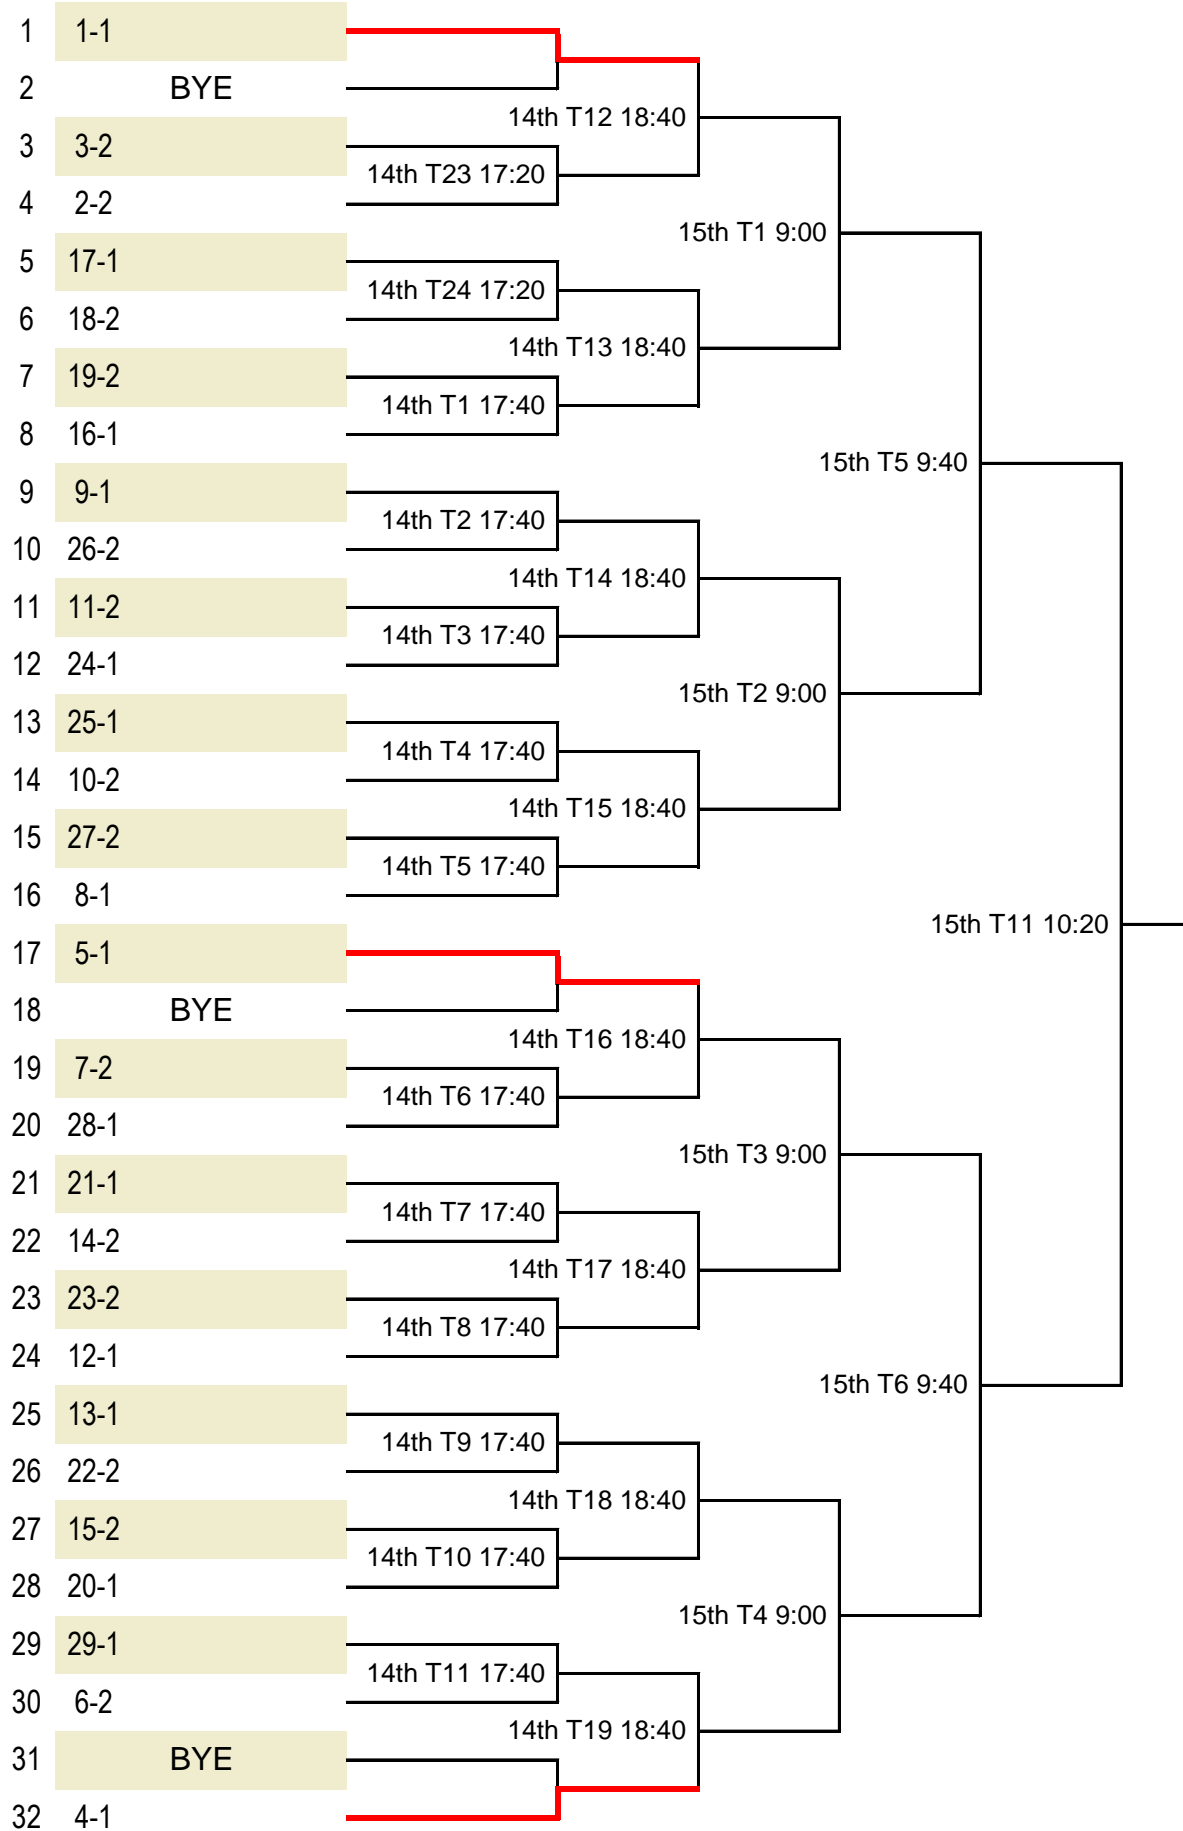 1 1-1
2 BYE
14th T12 18:40
3 3-2
14th T23 17:20
4 2-2
15th T1 9:00
5 17-1
14th T24 17:20
6 18-2
14th T13 18:40
7 19-2
14th T1 17:40
8 16-1
15th T5 9:40
9 9-1
14th T2 17:40
10 26-2
14th T14 18:40
11 11-2
14th T3 17:40
12 24-1
15th T2 9:00
13 25-1
14th T4 17:40
14 10-2
14th T15 18:40
15 27-2
14th T5 17:40
16 8-1
15th T11 10:20
17 5-1
18 BYE
14th T16 18:40
19 7-2
14th T6 17:40
20 28-1
15th T3 9:00
21 21-1
14th T7 17:40
22 14-2
14th T17 18:40
23 23-2
14th T8 17:40
24 12-1
15th T6 9:40
25 13-1
14th T9 17:40
26 22-2
14th T18 18:40
27 15-2
14th T10 17:40
28 20-1
15th T4 9:00
29 29-1
14th T11 17:40
30 6-2
14th T19 18:40
31 BYE
32 4-1